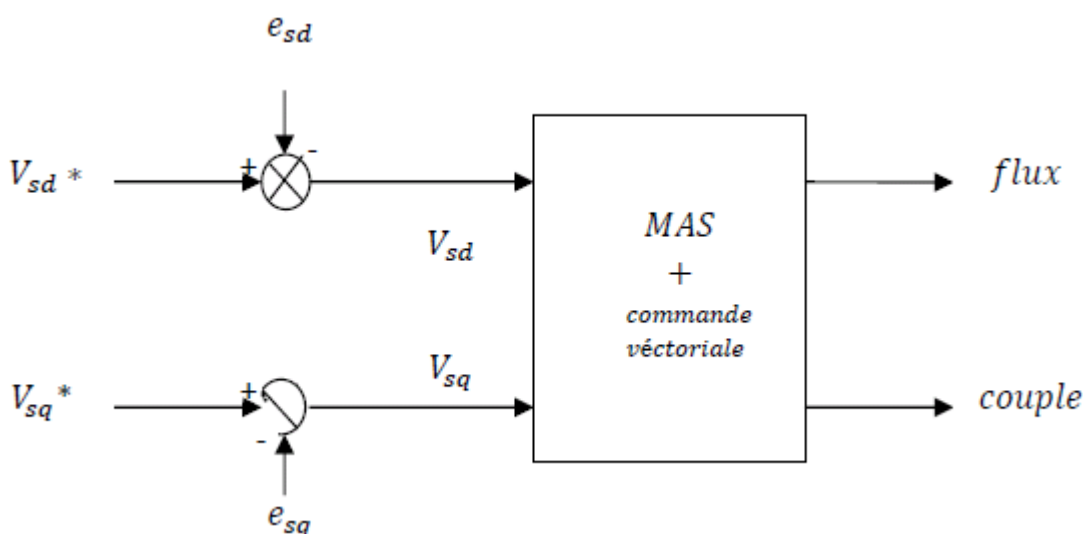 e_sd
+ -
V_sd * flux
V_sd
MAS
+
commande
véctoriale
V_sq
V_sq* + couple
-
e_sq